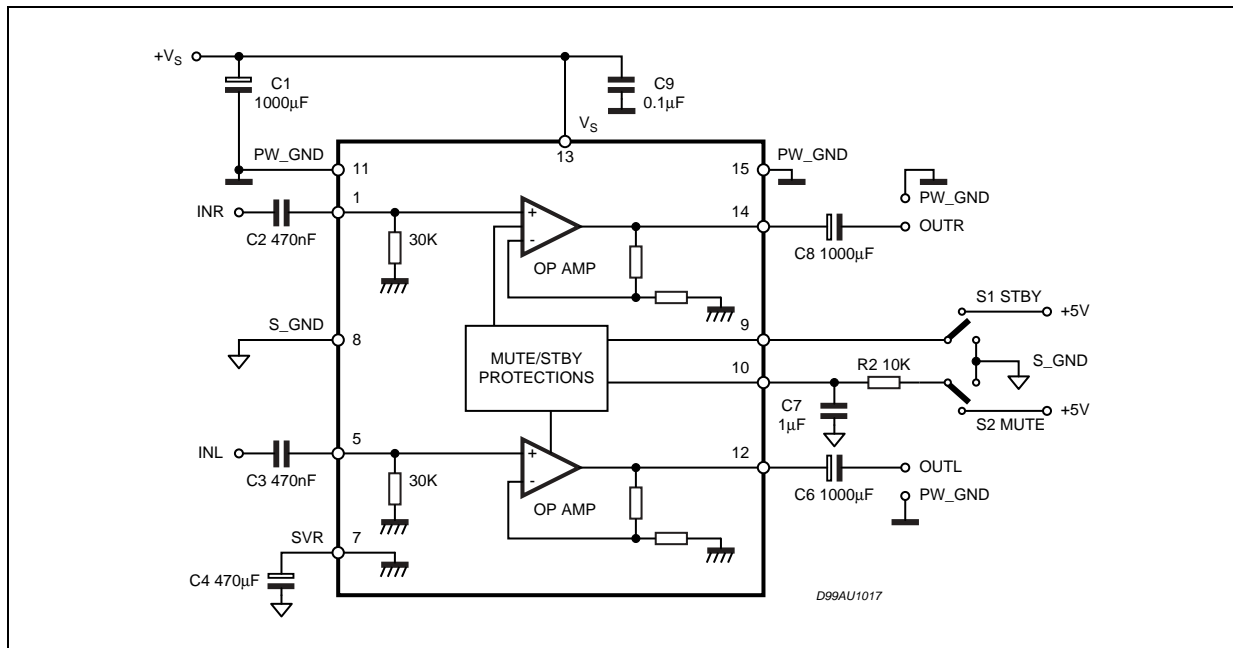 +VS
C1
1000µF
C9
0.1µF
VS
13
PW_GND
11
15
PW_GND
PW_GND
INR
1
14
OUTR
C2 470nF
30K
+
-
OP AMP
C8 1000µF
S1 STBY
+5V
S_GND
8
9
MUTE/STBY
PROTECTIONS
10
R2 10K
S_GND
C7
1µF
S2 MUTE
+5V
INL
5
12
OUTL
C3 470nF
30K
+
-
OP AMP
C6 1000µF
PW_GND
SVR
7
C4 470µF
D99AU1017